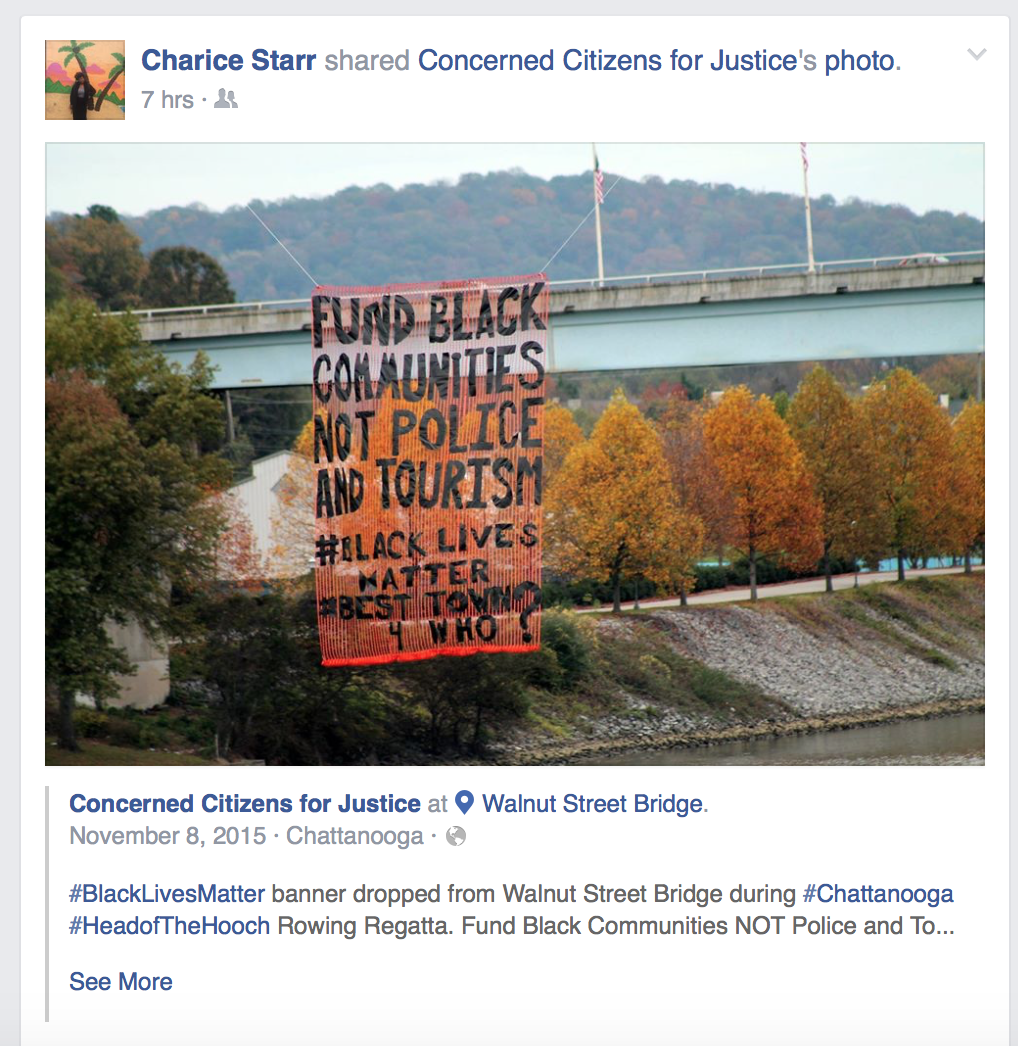 Charice Starr shared Concerned Citizens for Justice's photo.
7 hrs ·
FUND BLACK
COMMUNITIES
NOT POLICE
AND TOURISM
#BLACK LIVES
MATTER
#BEST TOWN
4 WHO ?
Concerned Citizens for Justice at Walnut Street Bridge.
November 8, 2015 · Chattanooga ·
#BlackLivesMatter banner dropped from Walnut Street Bridge during #Chattanooga
#HeadofTheHooch Rowing Regatta. Fund Black Communities NOT Police and To...
See More